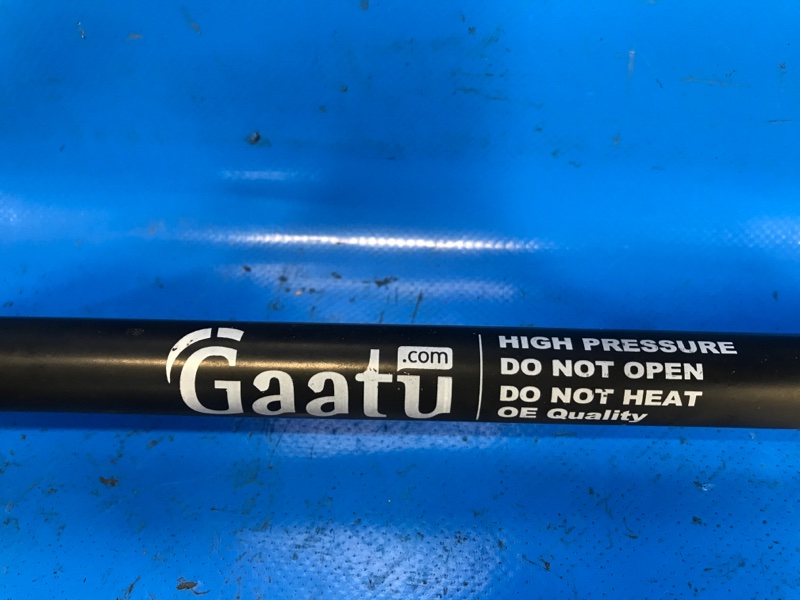 Gaatu.com
HIGH PRESSURE
DO NOT OPEN
DO NOT HEAT
OE Quality